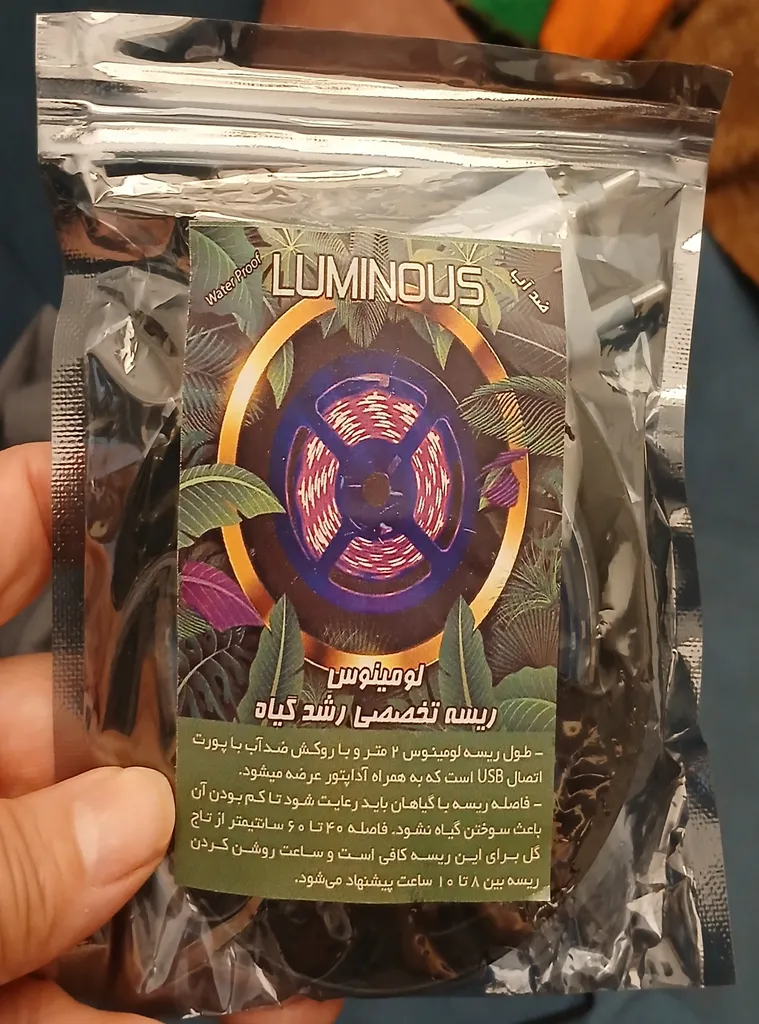 Water Proof
LUMINOUS
ضد آب
لومینوس
ریسه تخصصی رشد گیاه
- طول ریسه لومینوس ۲ متر و با روکش ضدآب با پورت
اتصال USB است که به همراه آداپتور عرضه میشود.
- فاصله ریسه با گیاهان باید رعایت شود تا کم بودن آن
باعث سوختن گیاه نشود. فاصله ۴۰ تا ۶۰ سانتیمتر از تاج
گل برای این ریسه کافی است و ساعت روشن کردن
ریسه بین ۸ تا ۱۰ ساعت پیشنهاد می‌شود.